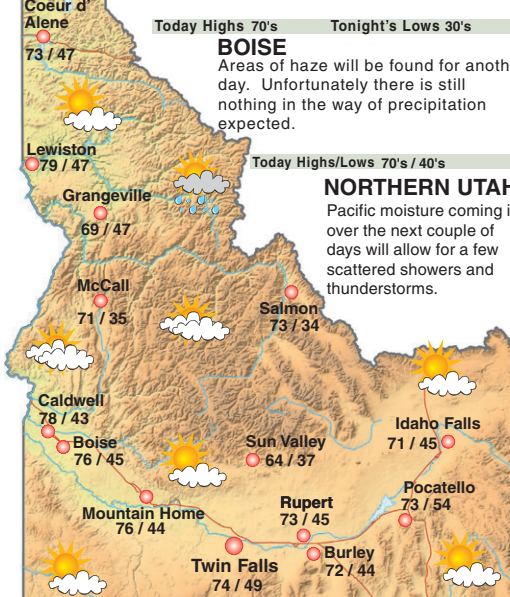 Coeur d'
Alene
73 / 47
Today Highs 70's Tonight's Lows 30's
BOISE
Areas of haze will be found for anoth
day. Unfortunately there is still
nothing in the way of precipitation
expected.
Lewiston
79 / 47
Today Highs/Lows 70's / 40's
NORTHERN UTAH
Pacific moisture coming i
over the next couple of
days will allow for a few
scattered showers and
thunderstorms.
Grangeville
69 / 47
McCall
71 / 35
Salmon
73 / 34
Caldwell
78 / 43
Boise
76 / 45
Sun Valley
64 / 37
Idaho Falls
71 / 45
Mountain Home
76 / 44
Rupert
73 / 45
Pocatello
73 / 54
Twin Falls
74 / 49
Burley
72 / 44